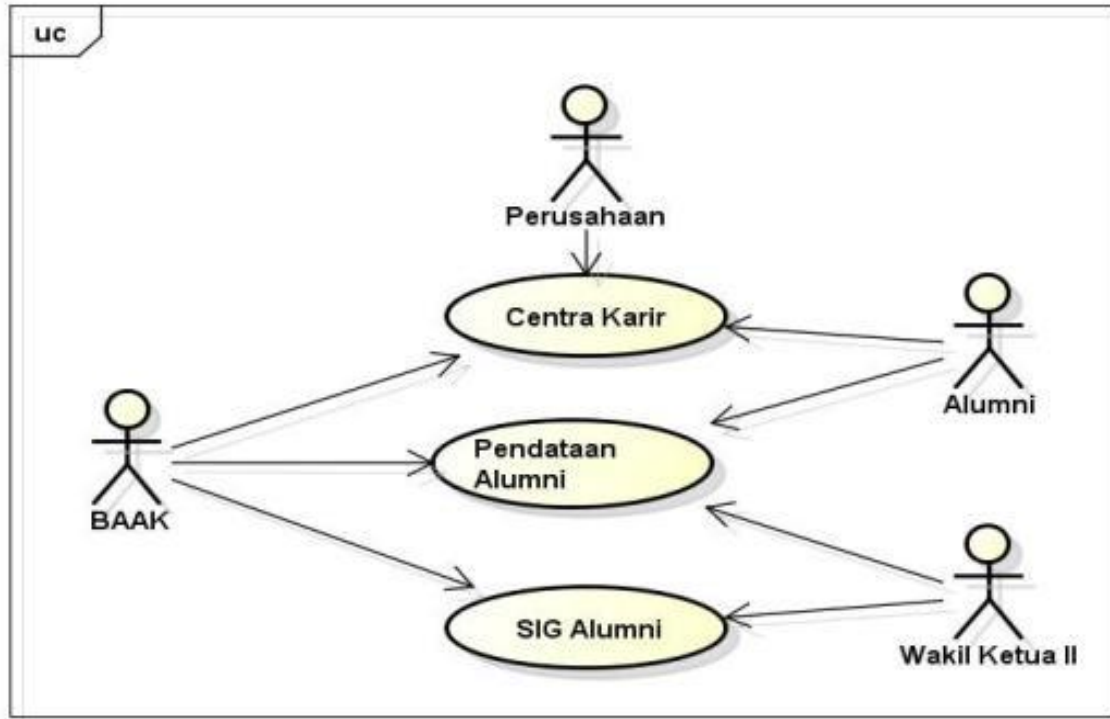 uc
Perusahaan
Centra Karir
Alumni
Pendataan
Alumni
BAAK
SIG Alumni
Wakil Ketua II